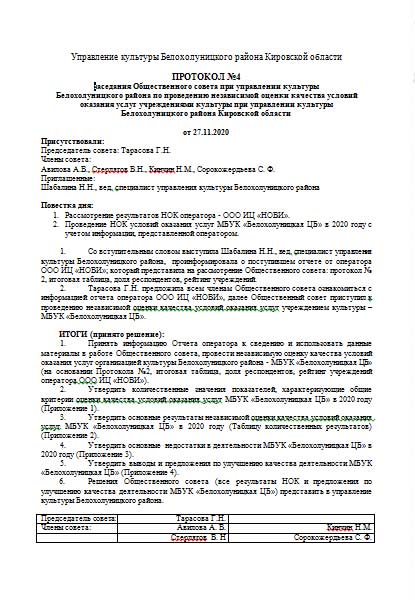 Управление культуры Белохолуницкого района Кировской области
ПРОТОКОЛ №4
заседания Общественного совета при управлении культуры
Белохолуницкого района по проведению независимой оценки качества условий
оказания услуг учреждениями культуры при управлении культуры
Белохолуницкого района Кировской области
от 27.11.2020
Присутствовали:
Председатель совета: Тарасова Г.Н.
Члены совета:
Авилова А.В., Стерлягов В.Н., Кинчин Н.М., Сорокожердьева С. Ф.
Приглашенные:
Шабалина Н.Н., вед. специалист управления культуры Белохолуницкого района
Повестка дня:
1. Рассмотрение результатов НОК оператора - ООО ИЦ «НОВИ».
2. Проведение НОК условий оказания услуг МБУК «Белохолуницкая ЦБ» в 2020 году с
учетом информации, представленной оператором.
1. Со вступительным словом выступила Шабалина Н.Н., вед. специалист управления
культуры Белохолуницкого района, проинформировала о поступившем отчете от оператора
ООО ИЦ «НОВИ»; который представила на рассмотрение Общественного совета: протокол №
2, итоговая таблица, доля респондентов, рейтинг учреждений.
2. Тарасова Г.Н. предложила всем членам Общественного совета ознакомиться с
информацией отчета оператора ООО ИЦ «НОВИ», далее Общественный совет приступил к
проведению независимой оценки качества условий оказания услуг учреждением культуры –
МБУК «Белохолуницкая ЦБ».
ИТОГИ (принято решение):
1. Принять информацию Отчета оператора к сведению и использовать данные
материалы в работе Общественного совета, провести независимую оценку качества условий
оказания услуг организацией культуры Белохолуницкого района - МБУК «Белохолуницкая ЦБ»
(на основании Протокола №2, итоговая таблица, доля респондентов, рейтинг учреждений
оператора ООО ИЦ «НОВИ»).
2. Утвердить количественные значения показателей, характеризующие общие
критерии оценки качества условий оказания услуг МБУК «Белохолуницкая ЦБ» в 2020 году
(Приложение 1).
3. Утвердить основные результаты независимой оценки качества условий оказания
услуг МБУК «Белохолуницкая ЦБ» в 2020 году (Таблицу количественных результатов)
(Приложение 2).
4. Утвердить основные недостатки в деятельности МБУК «Белохолуницкая ЦБ» в
2020 году (Приложение 3).
5. Утвердить выводы и предложения по улучшению качества деятельности МБУК
«Белохолуницкая ЦБ» (Приложение 4).
6. Решения Общественного совета (все результаты НОК и предложения по
улучшению качества деятельности МБУК «Белохолуницкая ЦБ») представить в управление
культуры Белохолуницкого района.
Председатель совета: Тарасова Г.Н.
Члены совета: Авилова А. В. Кинчин Н.М.
Стерлягов В. Н Сорокожердьева С. Ф.